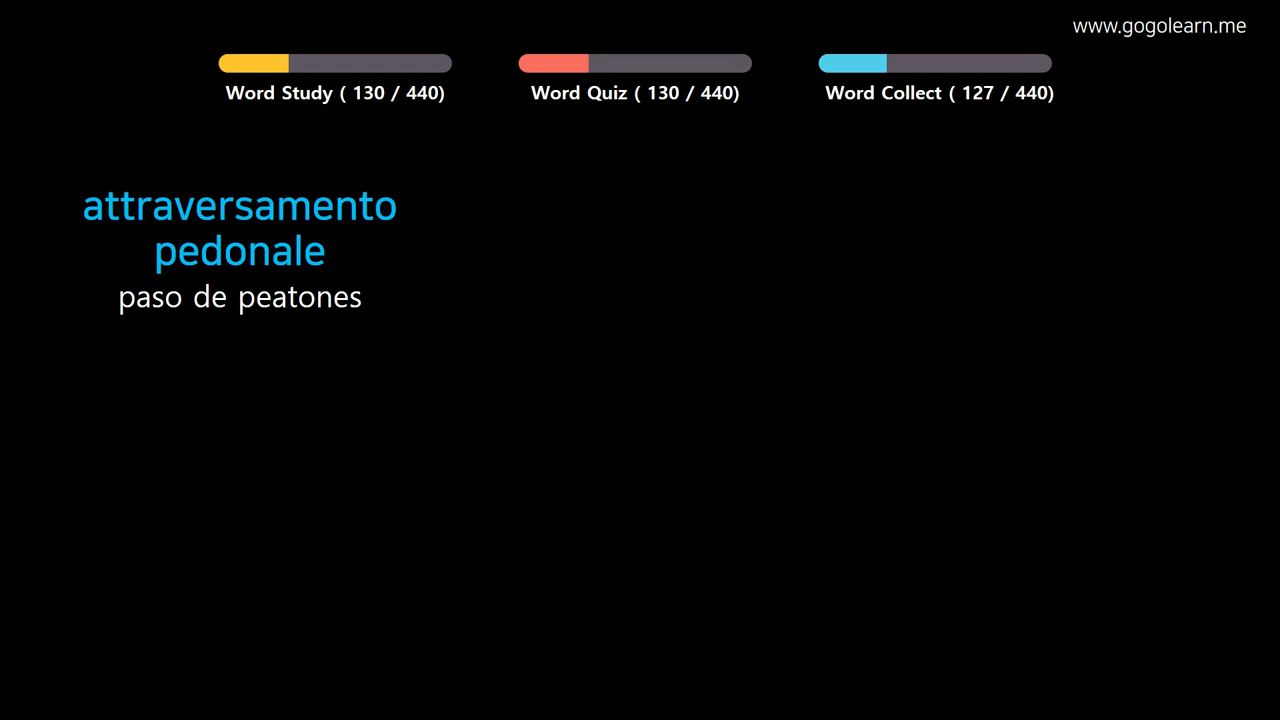 www.gogolearn.me
Word Study ( 130 / 440)
Word Quiz ( 130 / 440)
Word Collect ( 127 / 440)
attraversamento
pedonale
paso de peatones